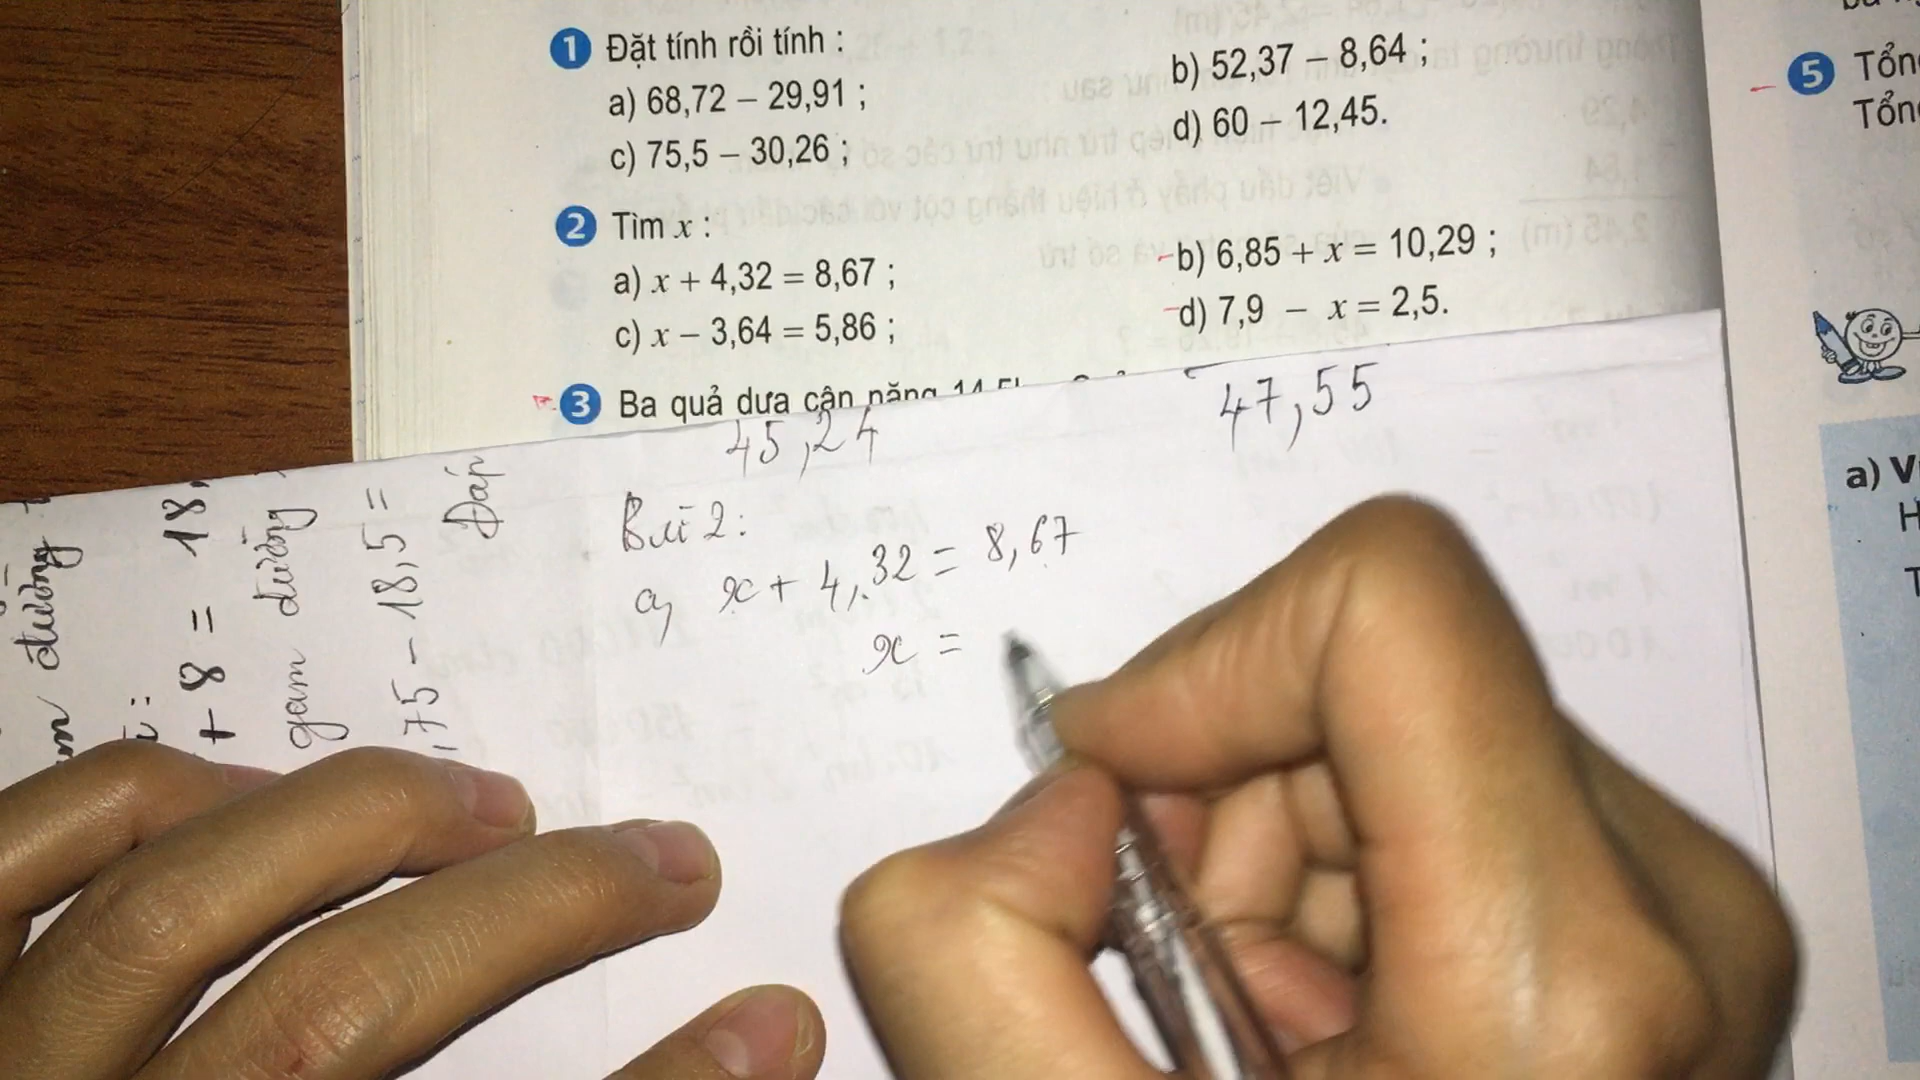 1 Đặt tính rồi tính :
a) 68,72 – 29,91 ;
b) 52,37 – 8,64 ;
c) 75,5 – 30,26 ;
d) 60 – 12,45.
2 Tìm x :
a) x + 4,32 = 8,67 ;
b) 6,85 + x = 10,29 ;
c) x – 3,64 = 5,86 ;
d) 7,9 – x = 2,5.
3 Ba quả dưa cân nặng
45,24
47,55
Bài 2:
a, x + 4,32 = 8,67
x =
đường
+ 8 = 18,
gam đường
,75 - 18,5 =
Đáp
5 Tổn
Tổn
a) V
H
T